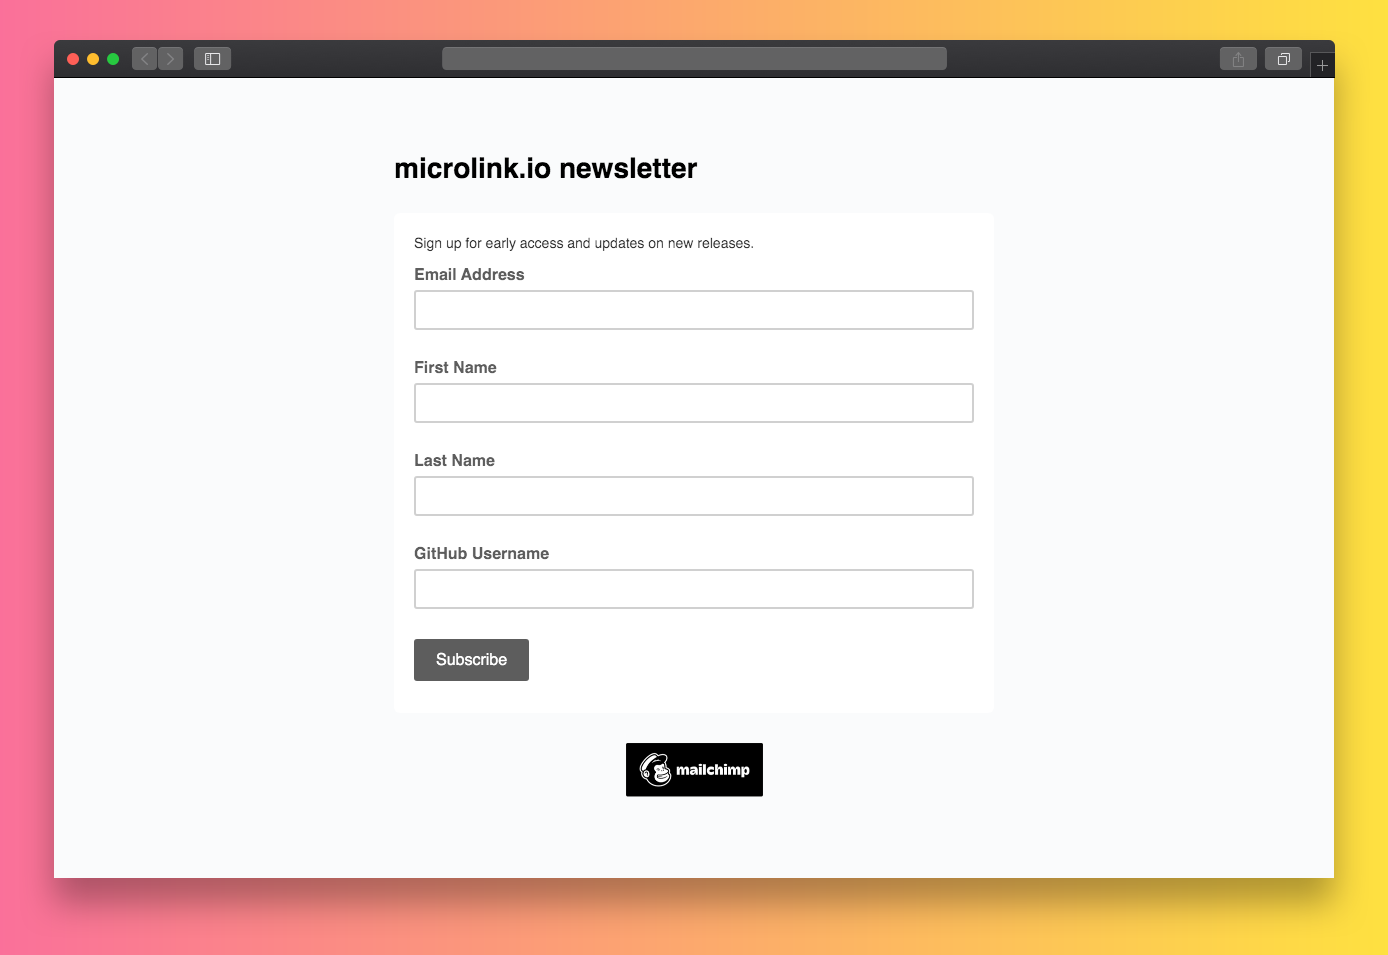 microlink.io newsletter
Sign up for early access and updates on new releases.
Email Address
First Name
Last Name
GitHub Username
Subscribe
mailchimp